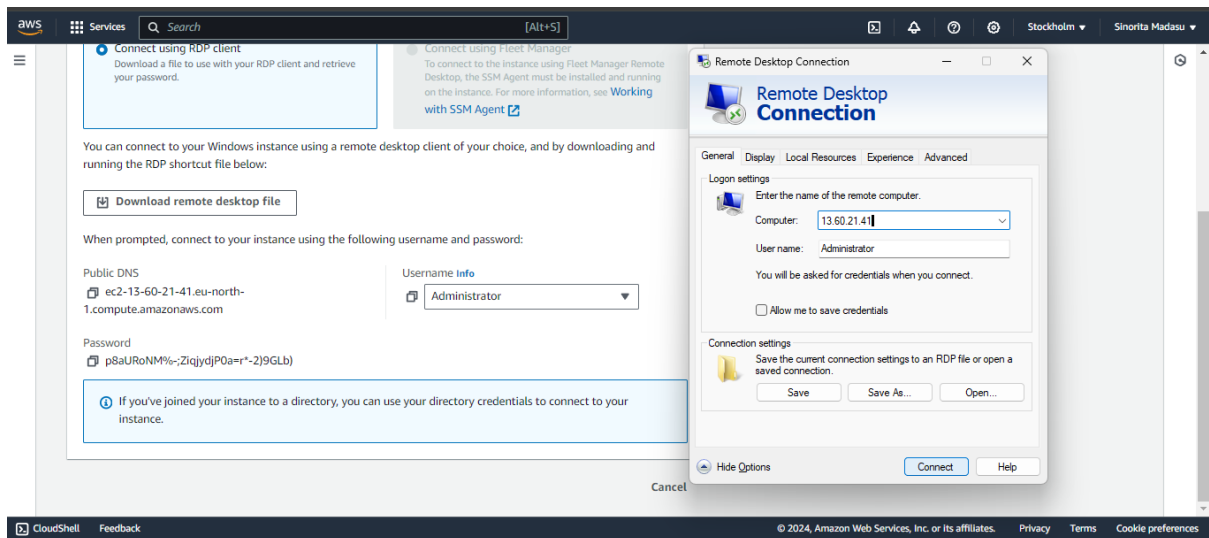 aws
Services
Search
[Alt+S]
Stockholm
Sinorita Madasu
Connect using RDP client
Download a file to use with your RDP client and retrieve
your password.
Connect using Fleet Manager
To connect to the instance using Fleet Manager Remote
Desktop, the SSM Agent must be installed and running
on the instance. For more information, see Working
with SSM Agent
You can connect to your Windows instance using a remote desktop client of your choice, and by downloading and
running the RDP shortcut file below:
Download remote desktop file
When prompted, connect to your instance using the following username and password:
Public DNS
ec2-13-60-21-41.eu-north-
1.compute.amazonaws.com
Username Info
Administrator
Password
p8aURoNM%-;ZiqjydjP0a=r*-2)9GLb)
If you've joined your instance to a directory, you can use your directory credentials to connect to your
instance.
Cancel
Remote Desktop Connection
Remote Desktop
Connection
General
Display
Local Resources
Experience
Advanced
Logon settings
Enter the name of the remote computer.
Computer:
13.60.21.41
User name:
Administrator
You will be asked for credentials when you connect.
Allow me to save credentials
Connection settings
Save the current connection settings to an RDP file or open a
saved connection.
Save
Save As...
Open...
Hide Options
Connect
Help
CloudShell
Feedback
© 2024, Amazon Web Services, Inc. or its affiliates.
Privacy
Terms
Cookie preferences